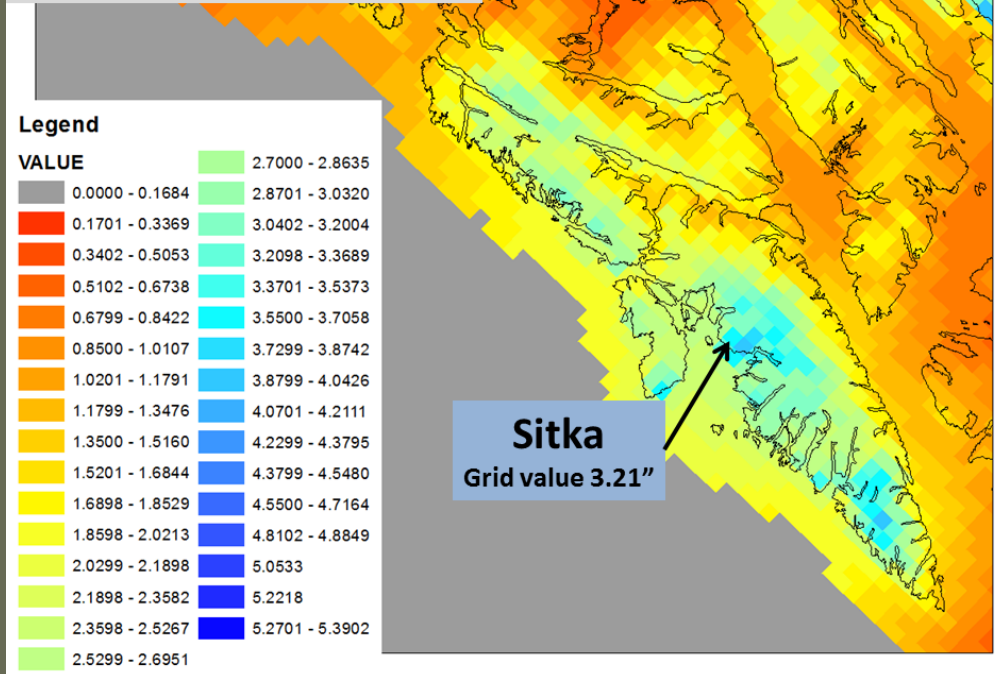 Legend
VALUE
0.0000 - 0.1684
0.1701 - 0.3369
0.3402 - 0.5053
0.5102 - 0.6738
0.6799 - 0.8422
0.8500 - 1.0107
1.0201 - 1.1791
1.1799 - 1.3476
1.3500 - 1.5160
1.5201 - 1.6844
1.6898 - 1.8529
1.8598 - 2.0213
2.0299 - 2.1898
2.1898 - 2.3582
2.3598 - 2.5267
2.5299 - 2.6951
2.7000 - 2.8635
2.8701 - 3.0320
3.0402 - 3.2004
3.2098 - 3.3689
3.3701 - 3.5373
3.5500 - 3.7058
3.7299 - 3.8742
3.8799 - 4.0426
4.0701 - 4.2111
4.2299 - 4.3795
4.3799 - 4.5480
4.5500 - 4.7164
4.8102 - 4.8849
5.0533
5.2218
5.2701 - 5.3902
Sitka
Grid value 3.21”